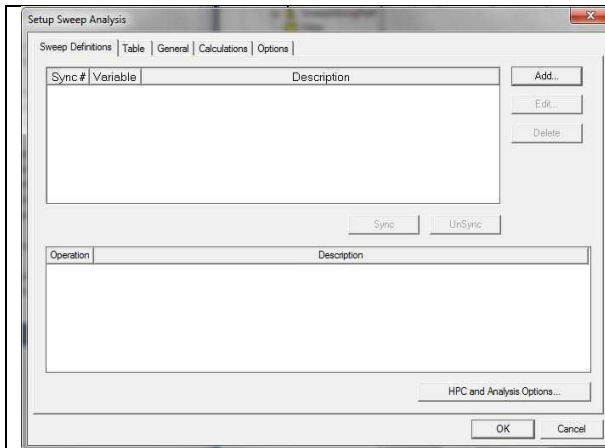 Setup Sweep Analysis
Sweep Definitions Table General Calculations Options
Sync # Variable Description
Add...
Edit...
Delete
Sync UnSync
Operation Description
HPC and Analysis Options...
OK Cancel